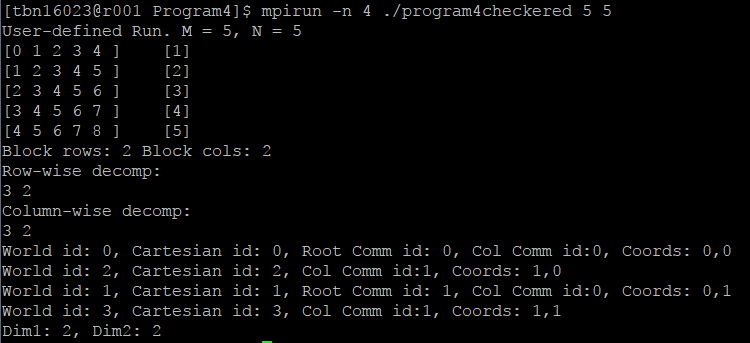 [tbn16023@r001 Program4]$ mpirun -n 4 ./program4checkered 5 5
User-defined Run. M = 5, N = 5
[0 1 2 3 4 ]     [1]
[1 2 3 4 5 ]     [2]
[2 3 4 5 6 ]     [3]
[3 4 5 6 7 ]     [4]
[4 5 6 7 8 ]     [5]
Block rows: 2 Block cols: 2
Row-wise decomp:
3 2
Column-wise decomp:
3 2
World id: 0, Cartesian id: 0, Root Comm id: 0, Col Comm id:0, Coords: 0,0
World id: 2, Cartesian id: 2, Col Comm id:1, Coords: 1,0
World id: 1, Cartesian id: 1, Root Comm id: 1, Col Comm id:0, Coords: 0,1
World id: 3, Cartesian id: 3, Col Comm id:1, Coords: 1,1
Dim1: 2, Dim2: 2